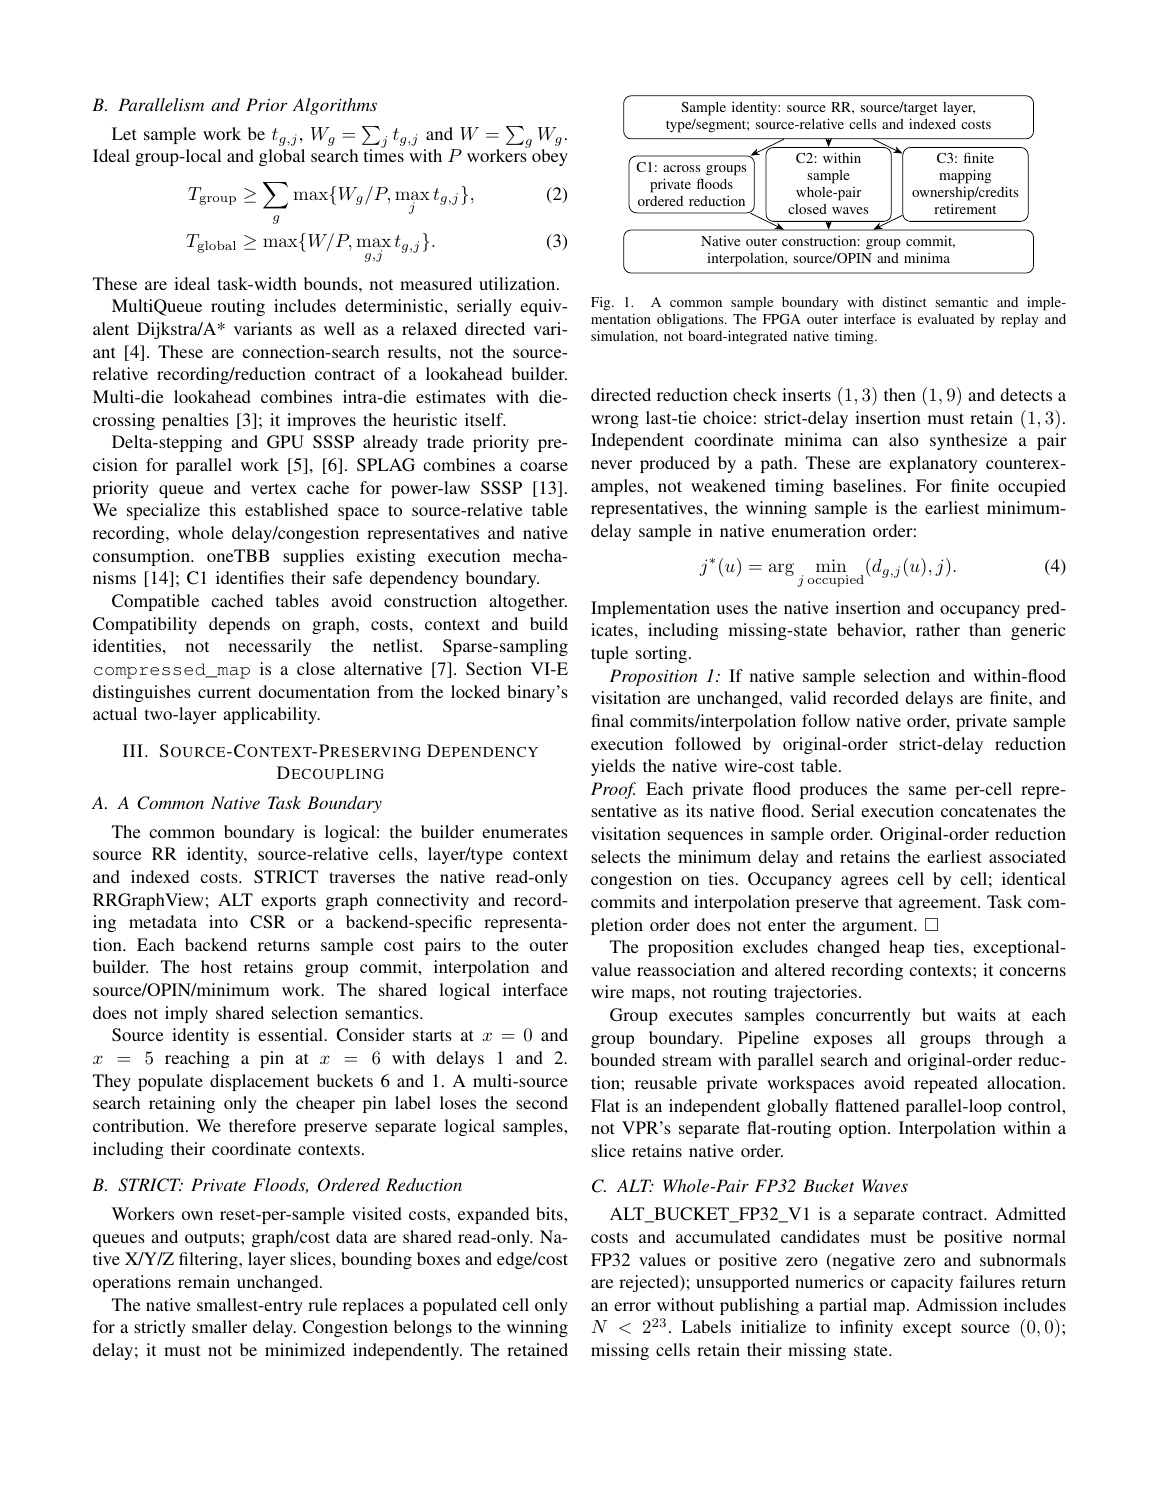 B. Parallelism and Prior Algorithms
Let sample work be t_{g,j}, W_g = ∑_j t_{g,j} and W = ∑_g W_g.
Ideal group-local and global search times with P workers obey
T_group ≥ ∑_g max{W_g/P, max_j t_{g,j}}, (2)
T_global ≥ max{W/P, max_{g,j} t_{g,j}}. (3)
These are ideal task-width bounds, not measured utilization.
MultiQueue routing includes deterministic, serially equiv-
alent Dijkstra/A* variants as well as a relaxed directed vari-
ant [4]. These are connection-search results, not the source-
relative recording/reduction contract of a lookahead builder.
Multi-die lookahead combines intra-die estimates with die-
crossing penalties [3]; it improves the heuristic itself.
Delta-stepping and GPU SSSP already trade priority pre-
cision for parallel work [5], [6]. SPLAG combines a coarse
priority queue and vertex cache for power-law SSSP [13].
We specialize this established space to source-relative table
recording, whole delay/congestion representatives and native
consumption. oneTBB supplies existing execution mecha-
nisms [14]; C1 identifies their safe dependency boundary.
Compatible cached tables avoid construction altogether.
Compatibility depends on graph, costs, context and build
identities, not necessarily the netlist. Sparse-sampling
compressed_map is a close alternative [7]. Section VI-E
distinguishes current documentation from the locked binary's
actual two-layer applicability.
III. SOURCE-CONTEXT-PRESERVING DEPENDENCY
DECOUPLING
A. A Common Native Task Boundary
The common boundary is logical: the builder enumerates
source RR identity, source-relative cells, layer/type context
and indexed costs. STRICT traverses the native read-only
RRGraphView; ALT exports graph connectivity and record-
ing metadata into CSR or a backend-specific representa-
tion. Each backend returns sample cost pairs to the outer
builder. The host retains group commit, interpolation and
source/OPIN/minimum work. The shared logical interface
does not imply shared selection semantics.
Source identity is essential. Consider starts at x = 0 and
x = 5 reaching a pin at x = 6 with delays 1 and 2.
They populate displacement buckets 6 and 1. A multi-source
search retaining only the cheaper pin label loses the second
contribution. We therefore preserve separate logical samples,
including their coordinate contexts.
B. STRICT: Private Floods, Ordered Reduction
Workers own reset-per-sample visited costs, expanded bits,
queues and outputs; graph/cost data are shared read-only. Na-
tive X/Y/Z filtering, layer slices, bounding boxes and edge/cost
operations remain unchanged.
The native smallest-entry rule replaces a populated cell only
for a strictly smaller delay. Congestion belongs to the winning
delay; it must not be minimized independently. The retained
Sample identity: source RR, source/target layer,
type/segment; source-relative cells and indexed costs
C1: across groups
private floods
ordered reduction
C2: within
sample
whole-pair
closed waves
C3: finite
mapping
ownership/credits
retirement
Native outer construction: group commit,
interpolation, source/OPIN and minima
Fig. 1. A common sample boundary with distinct semantic and imple-
mentation obligations. The FPGA outer interface is evaluated by replay and
simulation, not board-integrated native timing.
directed reduction check inserts (1, 3) then (1, 9) and detects a
wrong last-tie choice: strict-delay insertion must retain (1, 3).
Independent coordinate minima can also synthesize a pair
never produced by a path. These are explanatory counterex-
amples, not weakened timing baselines. For finite occupied
representatives, the winning sample is the earliest minimum-
delay sample in native enumeration order:
j*(u) = arg min_{j occupied} (d_{g,j}(u), j). (4)
Implementation uses the native insertion and occupancy pred-
icates, including missing-state behavior, rather than generic
tuple sorting.
Proposition 1: If native sample selection and within-flood
visitation are unchanged, valid recorded delays are finite, and
final commits/interpolation follow native order, private sample
execution followed by original-order strict-delay reduction
yields the native wire-cost table.
Proof. Each private flood produces the same per-cell repre-
sentative as its native flood. Serial execution concatenates the
visitation sequences in sample order. Original-order reduction
selects the minimum delay and retains the earliest associated
congestion on ties. Occupancy agrees cell by cell; identical
commits and interpolation preserve that agreement. Task com-
pletion order does not enter the argument. □
The proposition excludes changed heap ties, exceptional-
value reassociation and altered recording contexts; it concerns
wire maps, not routing trajectories.
Group executes samples concurrently but waits at each
group boundary. Pipeline exposes all groups through a
bounded stream with parallel search and original-order reduc-
tion; reusable private workspaces avoid repeated allocation.
Flat is an independent globally flattened parallel-loop control,
not VPR's separate flat-routing option. Interpolation within a
slice retains native order.
C. ALT: Whole-Pair FP32 Bucket Waves
ALT_BUCKET_FP32_V1 is a separate contract. Admitted
costs and accumulated candidates must be positive normal
FP32 values or positive zero (negative zero and subnormals
are rejected); unsupported numerics or capacity failures return
an error without publishing a partial map. Admission includes
N < 2^{23}. Labels initialize to infinity except source (0, 0);
missing cells retain their missing state.